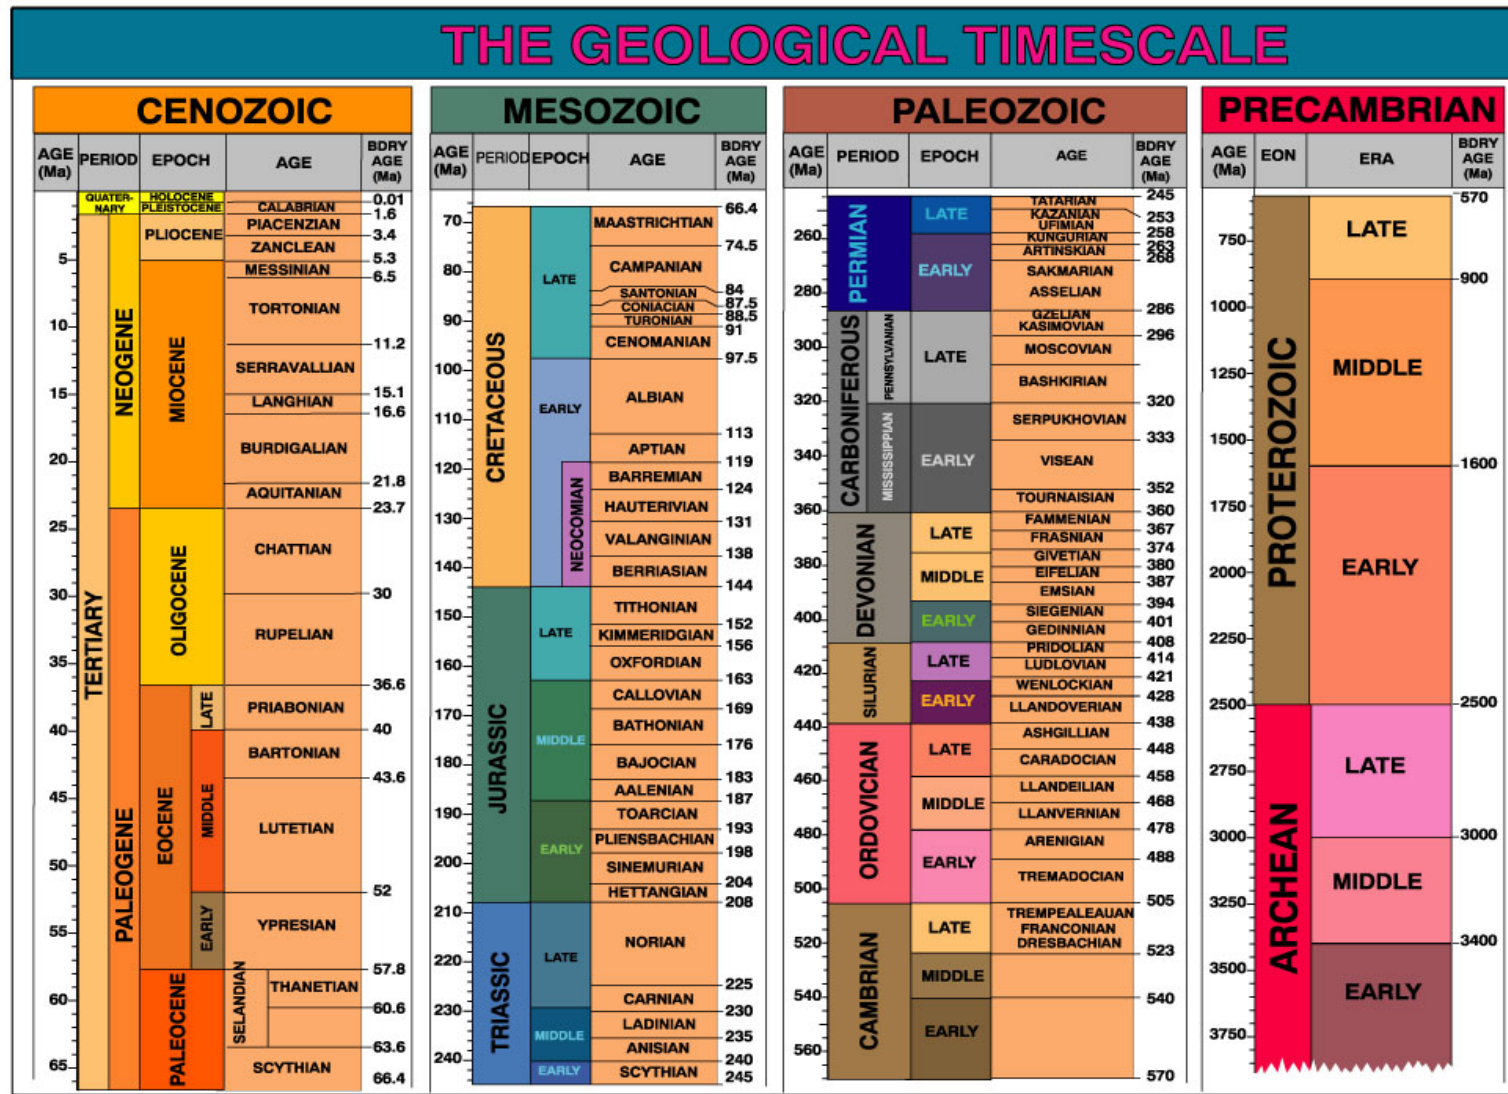 THE GEOLOGICAL TIMESCALE
CENOZOIC
AGE (Ma) PERIOD EPOCH AGE BDRY AGE (Ma)
5
10
15
20
25
30
35
40
45
50
55
60
65
QUATER-
NARY
TERTIARY
NEOGENE
PALEOGENE
HOLOCENE
PLEISTOCENE
PLIOCENE
MIOCENE
OLIGOCENE
EOCENE
LATE
MIDDLE
EARLY
PALEOCENE
CALABRIAN
PIACENZIAN
ZANCLEAN
MESSINIAN
TORTONIAN
SERRAVALLIAN
LANGHIAN
BURDIGALIAN
AQUITANIAN
CHATTIAN
RUPELIAN
PRIABONIAN
BARTONIAN
LUTETIAN
YPRESIAN
SELANDIAN
THANETIAN
SCYTHIAN
0.01
1.6
3.4
5.3
6.5
11.2
15.1
16.6
21.8
23.7
30
36.6
40
43.6
52
57.8
60.6
63.6
66.4
MESOZOIC
AGE (Ma) PERIOD EPOCH AGE BDRY AGE (Ma)
70
80
90
100
110
120
130
140
150
160
170
180
190
200
210
220
230
240
CRETACEOUS
JURASSIC
TRIASSIC
LATE
EARLY
NEOCOMIAN
LATE
MIDDLE
EARLY
LATE
MIDDLE
EARLY
MAASTRICHTIAN
CAMPANIAN
SANTONIAN
CONIACIAN
TURONIAN
CENOMANIAN
ALBIAN
APTIAN
BARREMIAN
HAUTERIVIAN
VALANGINIAN
BERRIASIAN
TITHONIAN
KIMMERIDGIAN
OXFORDIAN
CALLOVIAN
BATHONIAN
BAJOCIAN
AALENIAN
TOARCIAN
PLIENSBACHIAN
SINEMURIAN
HETTANGIAN
NORIAN
CARNIAN
LADINIAN
ANISIAN
SCYTHIAN
66.4
74.5
84
87.5
88.5
91
97.5
113
119
124
131
138
144
152
156
163
169
176
183
187
193
198
204
208
225
230
235
240
245
PALEOZOIC
AGE (Ma) PERIOD EPOCH AGE BDRY AGE (Ma)
260
280
300
320
340
360
380
400
420
440
460
480
500
520
540
560
PERMIAN
CARBONIFEROUS
PENNSYLVANIAN
MISSISSIPPIAN
DEVONIAN
SILURIAN
ORDOVICIAN
CAMBRIAN
LATE
EARLY
LATE
EARLY
LATE
MIDDLE
EARLY
LATE
EARLY
LATE
MIDDLE
EARLY
LATE
MIDDLE
EARLY
TATARIAN
KAZANIAN
UFIMIAN
KUNGURIAN
ARTINSKIAN
SAKMARIAN
ASSELIAN
GZELIAN
KASIMOVIAN
MOSCOVIAN
BASHKIRIAN
SERPUKHOVIAN
VISEAN
TOURNAISIAN
FAMMENIAN
FRASNIAN
GIVETIAN
EIFELIAN
EMSIAN
SIEGENIAN
GEDINNIAN
PRIDOLIAN
LUDLOVIAN
WENLOCKIAN
LLANDOVERIAN
ASHGILLIAN
CARADOCIAN
LLANDEILIAN
LLANVERNIAN
ARENIGIAN
TREMADOCIAN
TREMPEALEAUAN
FRANCONIAN
DRESBACHIAN
245
253
258
263
268
286
296
320
333
352
360
367
374
380
387
394
401
408
414
421
428
438
448
458
468
478
488
505
523
540
570
PRECAMBRIAN
AGE (Ma) EON ERA BDRY AGE (Ma)
750
1000
1250
1500
1750
2000
2250
2500
2750
3000
3250
3500
3750
PROTEROZOIC
ARCHEAN
LATE
MIDDLE
EARLY
LATE
MIDDLE
EARLY
570
900
1600
2500
3000
3400